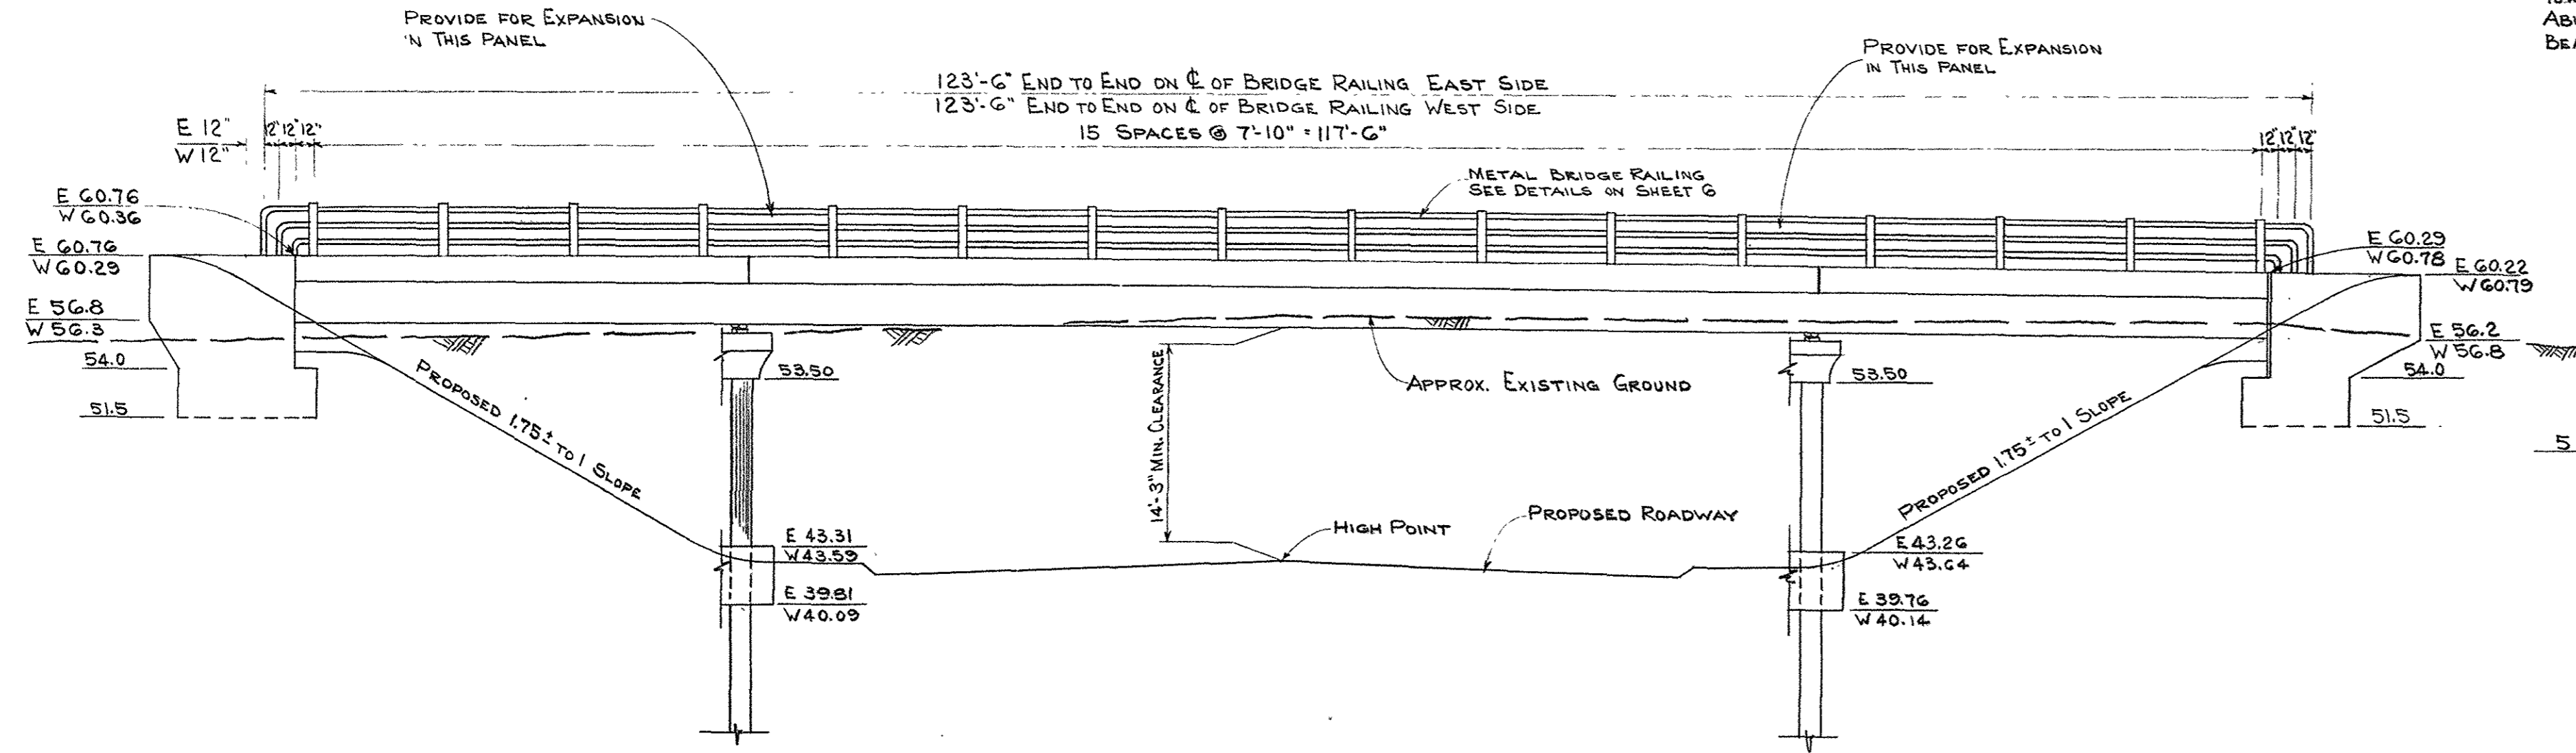 PROVIDE FOR EXPANSION
'N THIS PANEL
PROVIDE FOR EXPANSION
IN THIS PANEL
ABU
BEA
123'-6" END TO END ON ℄ OF BRIDGE RAILING EAST SIDE
123'-6" END TO END ON ℄ OF BRIDGE RAILING WEST SIDE
15 SPACES @ 7'-10" = 117'-6"
E 12"
W 12"
12" 12" 12"
12" 12" 12"
METAL BRIDGE RAILING
SEE DETAILS ON SHEET 6
E 60.76
W 60.36
E 60.76
W 60.29
E 60.29
W 60.78
E 60.22
W 60.79
E 56.8
W 56.3
54.0
51.5
53.50
14'-3" MIN. CLEARANCE
APPROX. EXISTING GROUND
53.50
E 56.2
W 56.8
54.0
51.5
5
PROPOSED 1.75± TO 1 SLOPE
PROPOSED 1.75± TO 1 SLOPE
HIGH POINT
PROPOSED ROADWAY
E 43.31
W 43.59
E 39.81
W 40.09
E 43.26
W 43.64
E 39.76
W 40.14